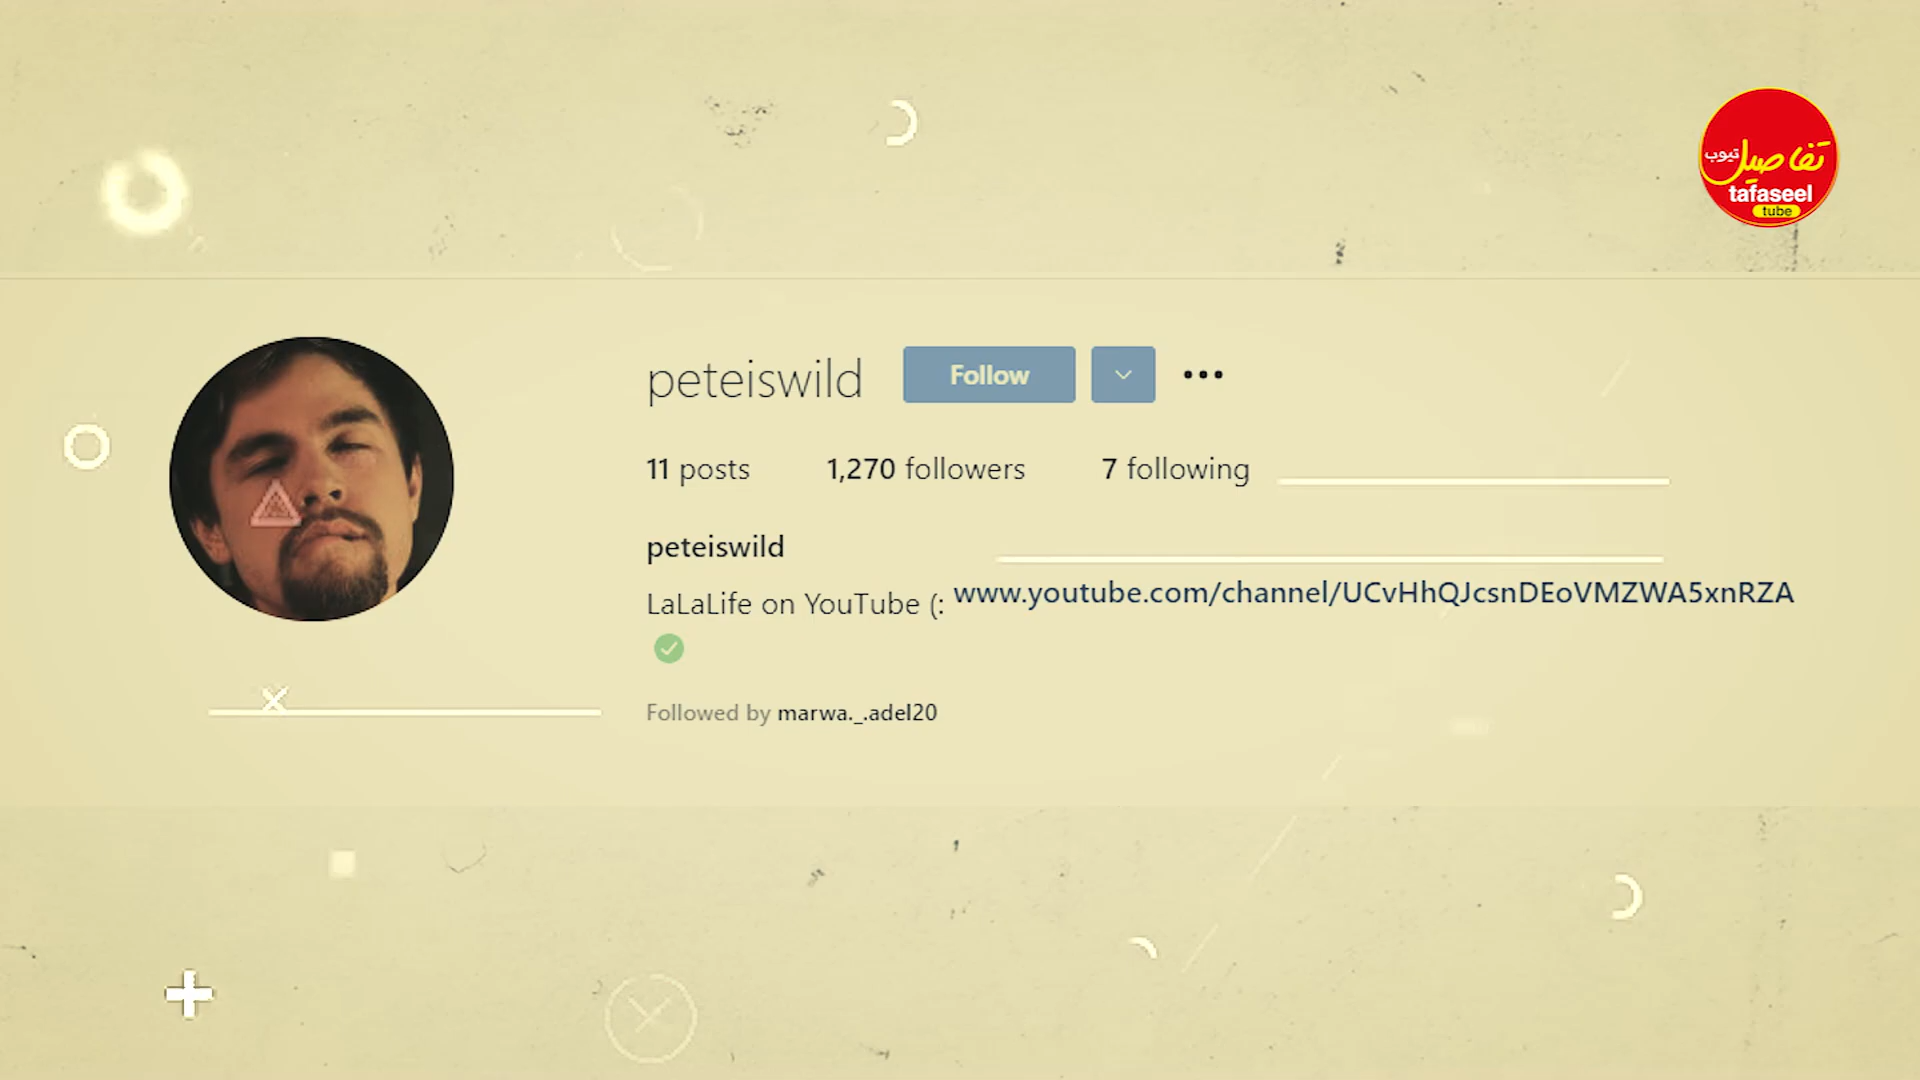 تفاصيل تيوب
tafaseel
tube
peteiswild Follow
11 posts 1,270 followers 7 following
peteiswild
LaLaLife on YouTube (: www.youtube.com/channel/UCvHhQJcsnDEoVMZWA5xnRZA
Followed by marwa._.adel20